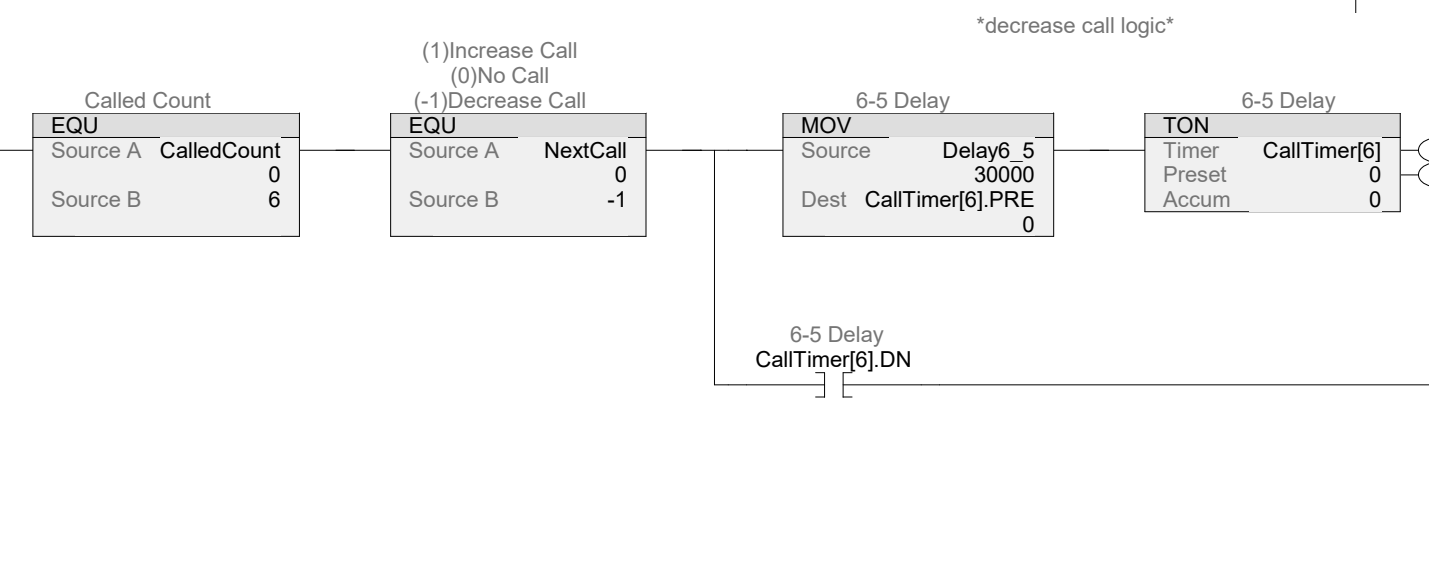 *decrease call logic*
(1)Increase Call
(0)No Call
Called Count
(-1)Decrease Call
6-5 Delay
6-5 Delay
EQU
Source A CalledCount
0
Source B 6
EQU
Source A NextCall
0
Source B -1
MOV
Source Delay6_5
30000
Dest CallTimer[6].PRE
0
TON
Timer CallTimer[6]
Preset 0
Accum 0
6-5 Delay
CallTimer[6].DN